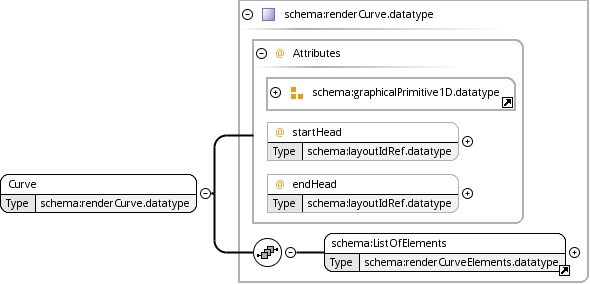 schema:renderCurve.datatype
@ Attributes
schema:graphicalPrimitive1D.datatype
@ startHead
Type schema:layoutIdRef.datatype
@ endHead
Type schema:layoutIdRef.datatype
Curve
Type schema:renderCurve.datatype
schema:ListOfElements
Type schema:renderCurveElements.datatype